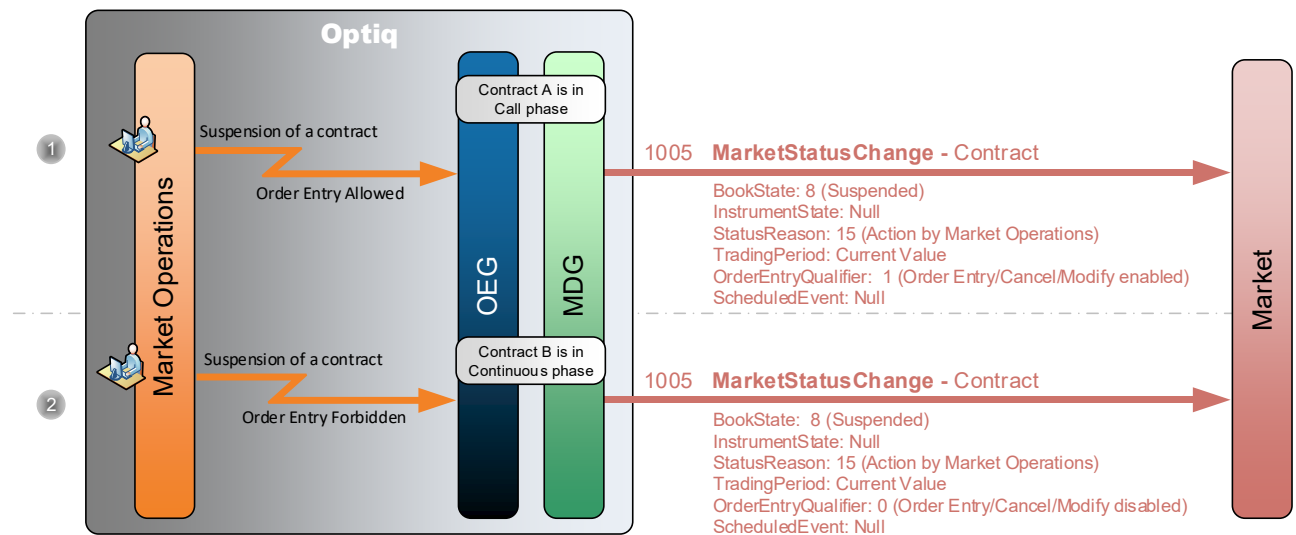 Optiq
Market Operations
OEG
MDG
Market
Contract A is in
Call phase
1
Suspension of a contract
Order Entry Allowed
1005 MarketStatusChange - Contract
BookState: 8 (Suspended)
InstrumentState: Null
StatusReason: 15 (Action by Market Operations)
TradingPeriod: Current Value
OrderEntryQualifier: 1 (Order Entry/Cancel/Modify enabled)
ScheduledEvent: Null
Contract B is in
Continuous phase
2
Suspension of a contract
Order Entry Forbidden
1005 MarketStatusChange - Contract
BookState: 8 (Suspended)
InstrumentState: Null
StatusReason: 15 (Action by Market Operations)
TradingPeriod: Current Value
OrderEntryQualifier: 0 (Order Entry/Cancel/Modify disabled)
ScheduledEvent: Null